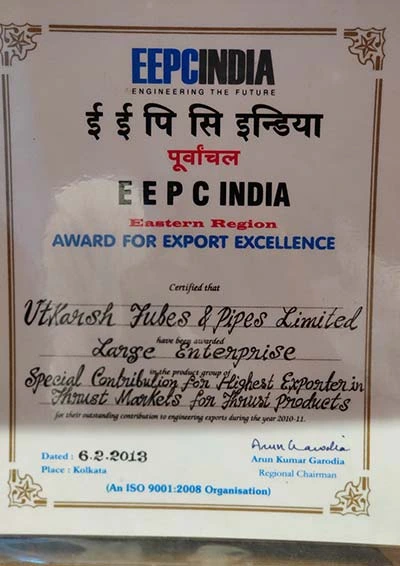 EEPCINDIA
ENGINEERING THE FUTURE
ई ई पि सि इन्डिया
पूर्वांचल
E E P C INDIA
Eastern Region
AWARD FOR EXPORT EXCELLENCE
Certified that
Utkarsh Tubes & Pipes Limited
have been awarded
Large Enterprise
in the product group of
Special Contribution for Highest Exporter in
Thrust Markets for Thrust Products
for their outstanding contribution to engineering exports during the year 2010-11.
Arun Garodia
Dated : 6.2.2013
Arun Kumar Garodia
Place : Kolkata
Regional Chairman
(An ISO 9001:2008 Organisation)